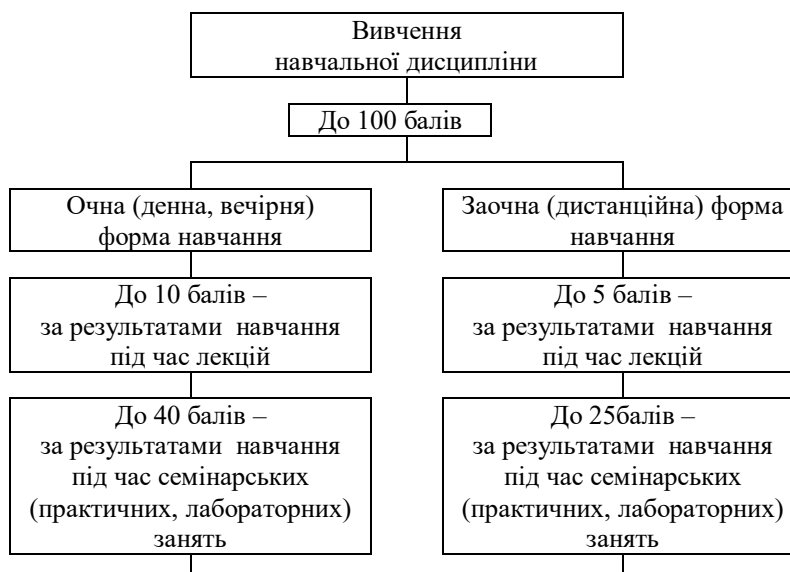 Вивчення
навчальної дисципліни
До 100 балів
Очна (денна, вечірня)
форма навчання
Заочна (дистанційна) форма
навчання
До 10 балів –
за результатами навчання
під час лекцій
До 5 балів –
за результатами навчання
під час лекцій
До 40 балів –
за результатами навчання
під час семінарських
(практичних, лабораторних)
занять
До 25балів –
за результатами навчання
під час семінарських
(практичних, лабораторних)
занять